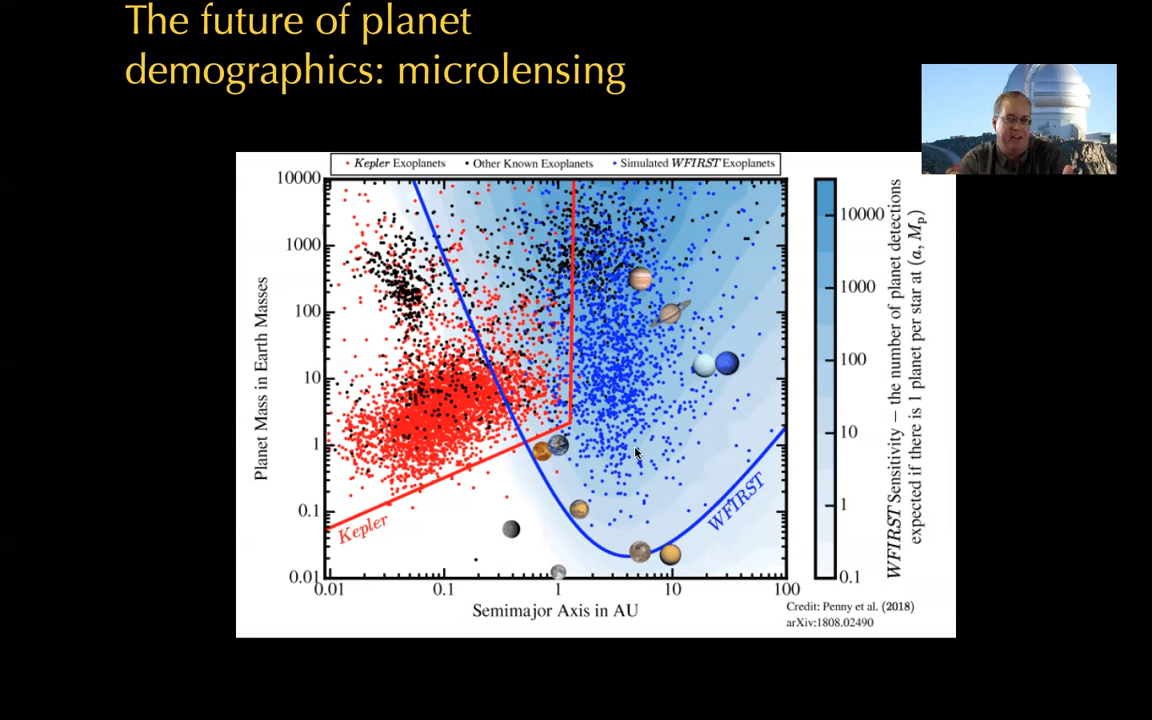 The future of planet
demographics: microlensing
Kepler Exoplanets
Other Known Exoplanets
Simulated WFIRST Exoplanets
10000
1000
100
10
1
0.1
0.01
Planet Mass in Earth Masses
0.01
0.1
1
10
100
Semimajor Axis in AU
Kepler
WFIRST
10000
1000
100
10
1
0.1
WFIRST Sensitivity – the number of planet detections
expected if there is 1 planet per star at (a, Mp)
Credit: Penny et al. (2018)
arXiv:1808.02490